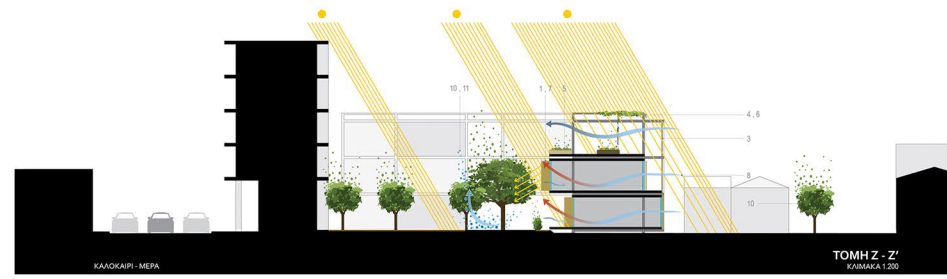 10 , 11
1 , 7
5
4 , 6
3
8
10
ΚΑΛΟΚΑΙΡΙ - ΜΕΡΑ
ΤΟΜΗ Ζ - Ζ'
ΚΛΙΜΑΚΑ 1:200